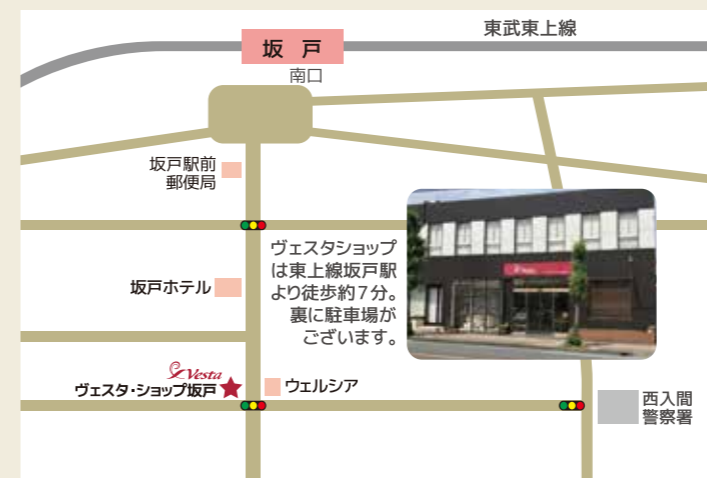 東武東上線
坂 戸
南口
坂戸駅前
郵便局
ヴェスタショップ
は東上線坂戸駅
より徒歩約7分。
裏に駐車場が
ございます。
Vesta
坂戸ホテル
Vesta
ヴェスタ・ショップ坂戸
ウェルシア
西入間
警察署